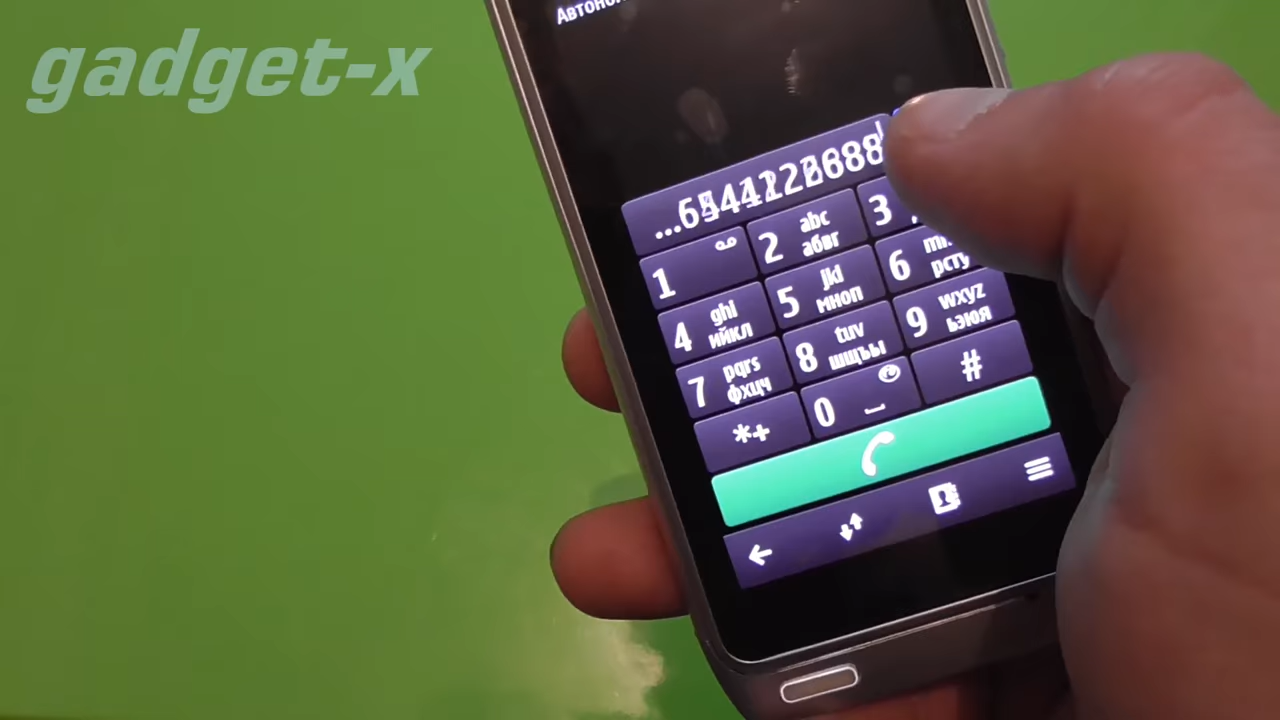 gadget-x
1
2 abc абвг
3
4 ghi ийкл
5 jkl мноп
6 рсту
7 pqrs фхцч
8 tuv шщъы
9 wxyz ьэюя
*+
0
#